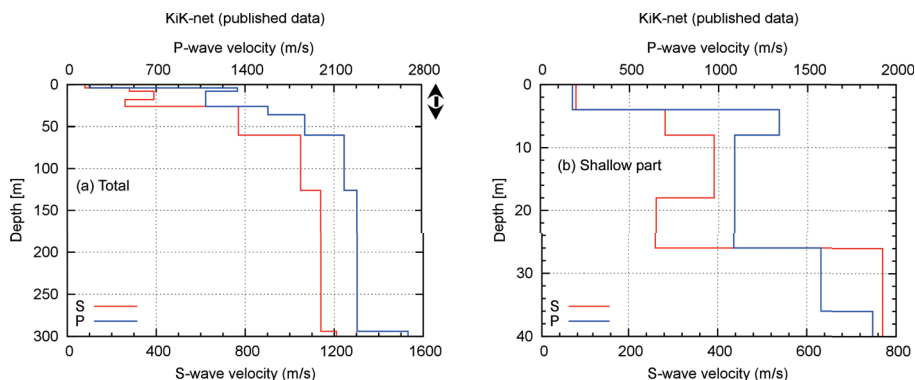 KiK-net (published data)
P-wave velocity (m/s)
0 700 1400 2100 2800
0
50
100
150
200
250
300
Depth [m]
(a) Total
S
P
0 400 800 1200 1600
S-wave velocity (m/s)
KiK-net (published data)
P-wave velocity (m/s)
0 500 1000 1500 2000
0
10
20
30
40
Depth [m]
(b) Shallow part
S
P
0 200 400 600 800
S-wave velocity (m/s)